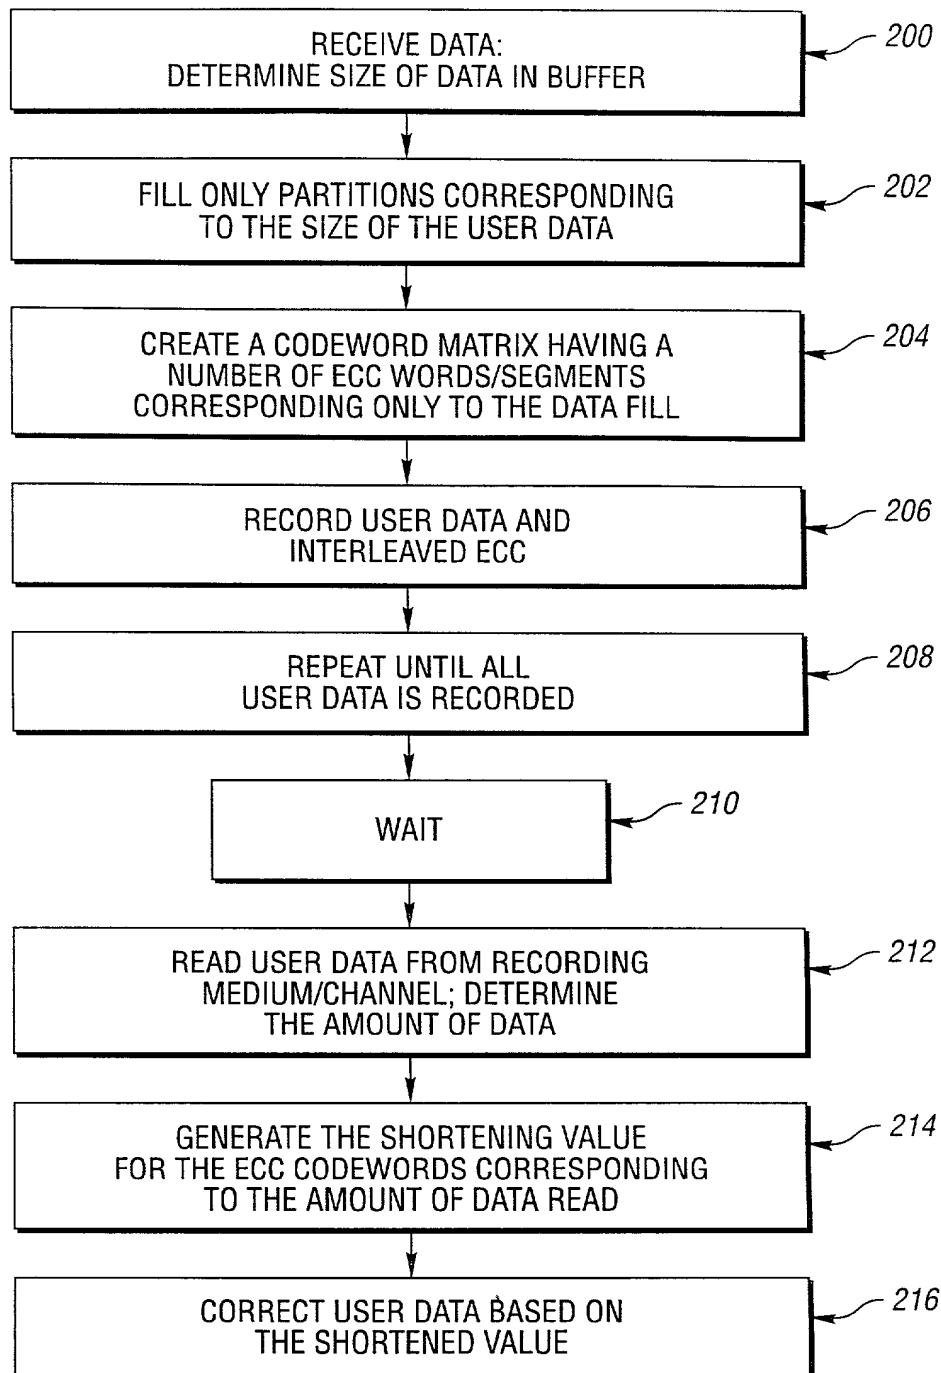 RECEIVE DATA:
DETERMINE SIZE OF DATA IN BUFFER
200
FILL ONLY PARTITIONS CORRESPONDING
TO THE SIZE OF THE USER DATA
202
CREATE A CODEWORD MATRIX HAVING A
NUMBER OF ECC WORDS/SEGMENTS
CORRESPONDING ONLY TO THE DATA FILL
204
RECORD USER DATA AND
INTERLEAVED ECC
206
REPEAT UNTIL ALL
USER DATA IS RECORDED
208
WAIT
210
READ USER DATA FROM RECORDING
MEDIUM/CHANNEL; DETERMINE
THE AMOUNT OF DATA
212
GENERATE THE SHORTENING VALUE
FOR THE ECC CODEWORDS CORRESPONDING
TO THE AMOUNT OF DATA READ
214
CORRECT USER DATA BASED ON
THE SHORTENED VALUE
216